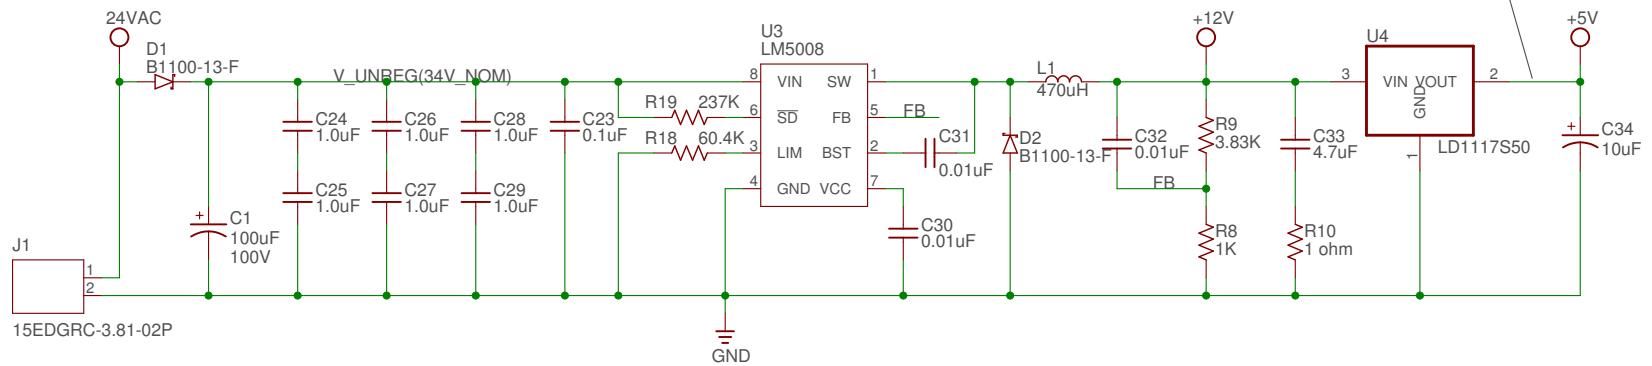 24VAC
+12V
+5V
D1
B1100-13-F
U3
LM5008
U4
V_UNREG(34V_NOM)
L1
470uH
8
VIN
SW
1
3
VIN
VOUT
GND
2
R19
237K
6
SD
FB
5
FB
C24
1.0uF
C26
1.0uF
C28
1.0uF
C23
0.1uF
R18
60.4K
3
LIM
BST
2
C31
0.01uF
D2
B1100-13-F
C32
0.01uF
R9
3.83K
C33
4.7uF
1
LD1117S50
+
C34
10uF
C25
1.0uF
C27
1.0uF
C29
1.0uF
4
GND
VCC
7
FB
+
C1
100uF
100V
C30
0.01uF
R8
1K
R10
1 ohm
J1
1
2
15EDGRC-3.81-02P
GND